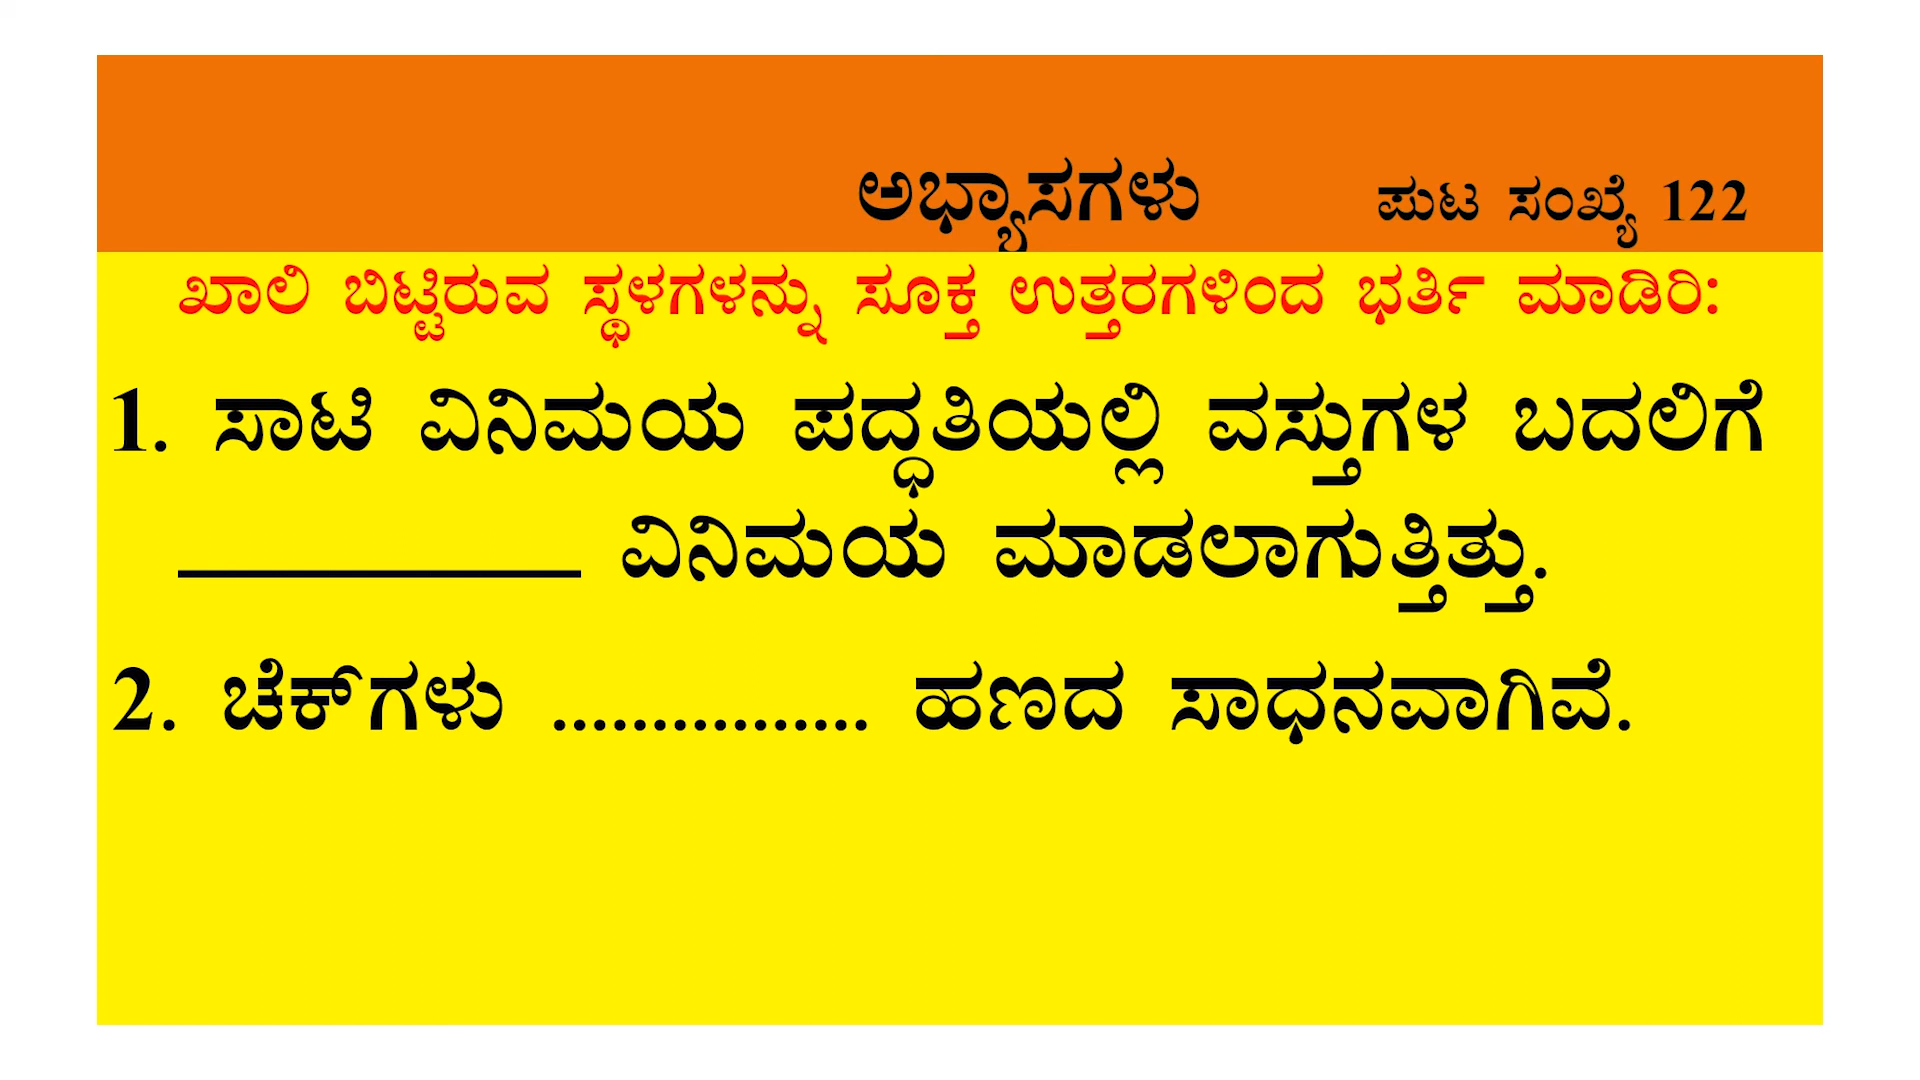 ಅಭ್ಯಾಸಗಳು ಪುಟ ಸಂಖ್ಯೆ 122
ಖಾಲಿ ಬಿಟ್ಟಿರುವ ಸ್ಥಳಗಳನ್ನು ಸೂಕ್ತ ಉತ್ತರಗಳಿಂದ ಭರ್ತಿ ಮಾಡಿರಿ:
1. ಸಾಟಿ ವಿನಿಮಯ ಪದ್ಧತಿಯಲ್ಲಿ ವಸ್ತುಗಳ ಬದಲಿಗೆ
__________ ವಿನಿಮಯ ಮಾಡಲಾಗುತ್ತಿತ್ತು.
2. ಚೆಕ್‌ಗಳು ................ ಹಣದ ಸಾಧನವಾಗಿವೆ.